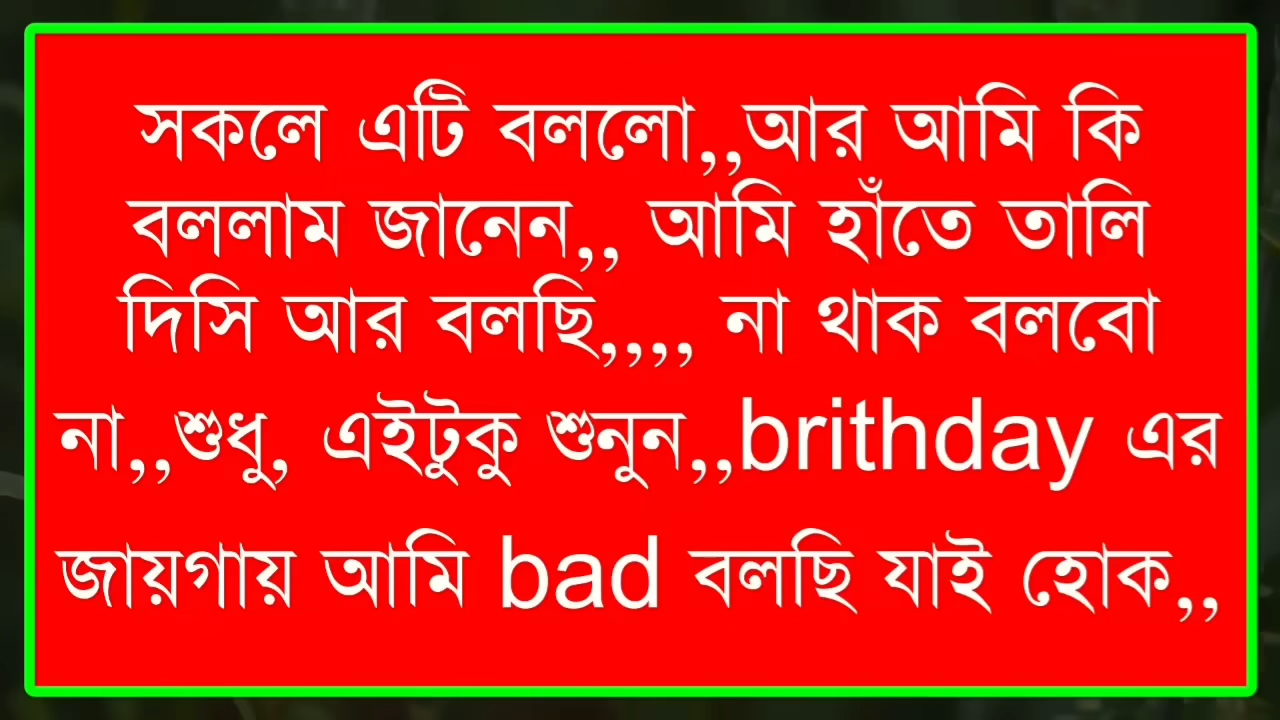 সকলে এটি বললো,,আর আমি কি
বললাম জানেন,, আমি হাঁতে তালি
দিসি আর বলছি,,,, না থাক বলবো
না,,শুধু, এইটুকু শুনুন,,brithday এর
জায়গায় আমি bad বলছি যাই হোক,,